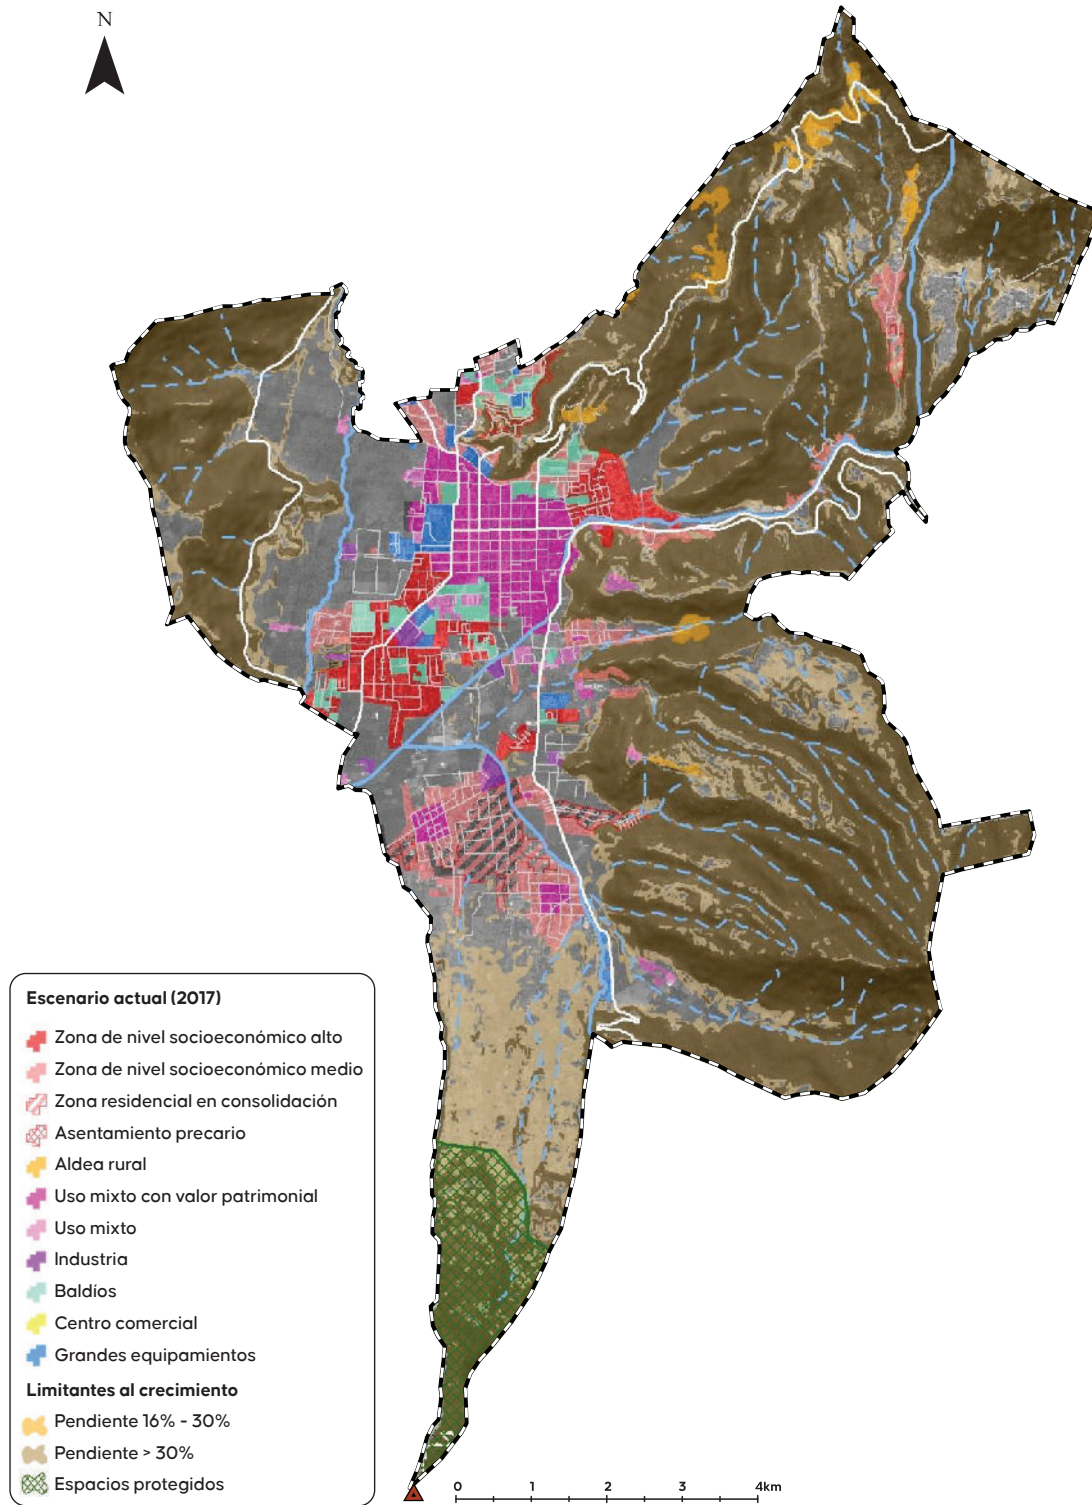 N
Escenario actual (2017)
Zona de nivel socioeconómico alto
Zona de nivel socioeconómico medio
Zona residencial en consolidación
Asentamiento precario
Aldea rural
Uso mixto con valor patrimonial
Uso mixto
Industria
Baldíos
Centro comercial
Grandes equipamientos
Limitantes al crecimiento
Pendiente 16% - 30%
Pendiente > 30%
Espacios protegidos
0 1 2 3 4km